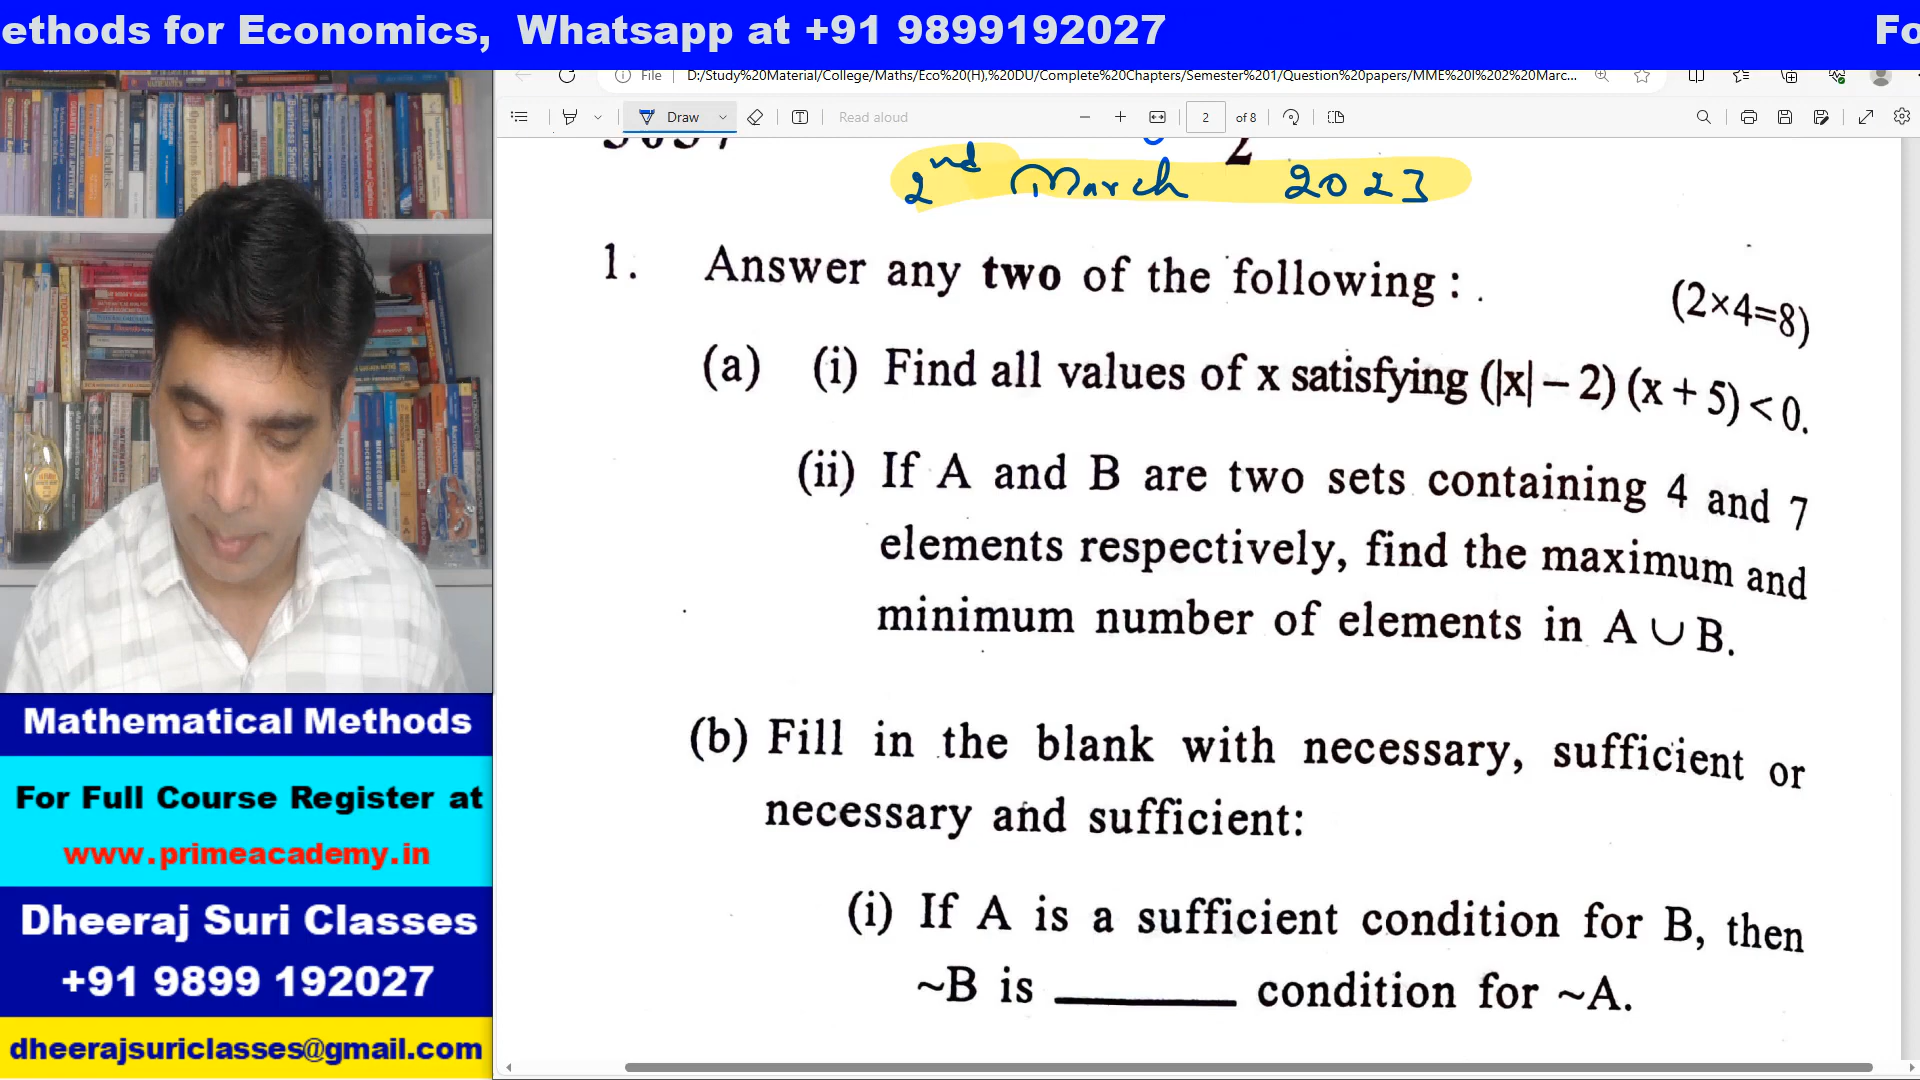 ethods for Economics, Whatsapp at +91 9899192027 Fo
File D:/Study%20Material/College/Maths/Eco%20(H),%20DU/Complete%20Chapters/Semester%201/Question%20papers/MME%20I%202%20Marc...
Draw Read aloud 2 of 8
2nd March 2023
1. Answer any two of the following :
(2×4=8)
(a) (i) Find all values of x satisfying (|x| – 2) (x + 5) < 0.
(ii) If A and B are two sets containing 4 and 7
elements respectively, find the maximum and
minimum number of elements in A ∪ B.
(b) Fill in the blank with necessary, sufficient or
necessary and sufficient:
(i) If A is a sufficient condition for B, then
~B is ________ condition for ~A.
Mathematical Methods
For Full Course Register at
www.primeacademy.in
Dheeraj Suri Classes
+91 9899 192027
dheerajsuriclasses@gmail.com